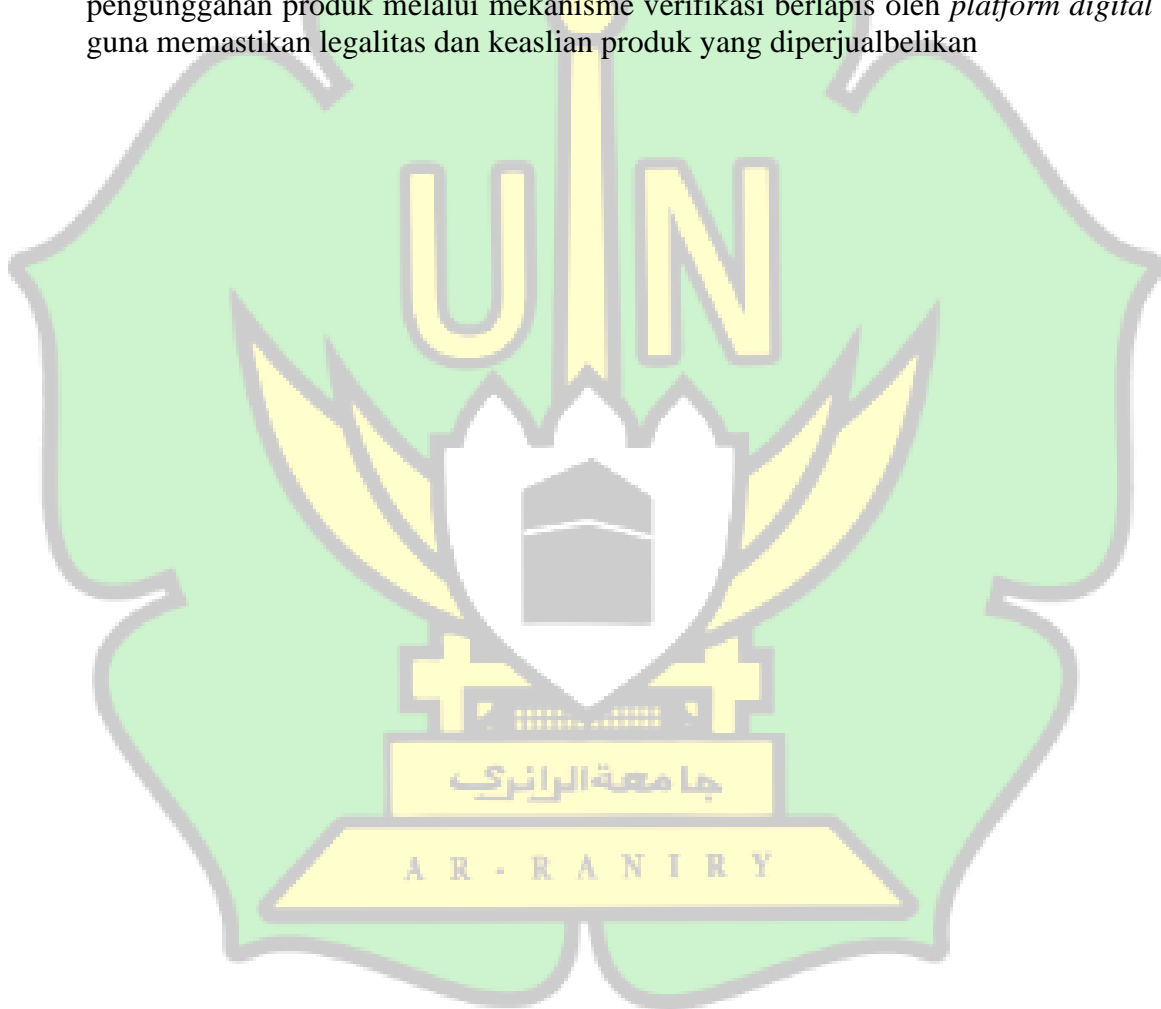 pengunggahan produk melalui mekanisme verifikasi berlapis oleh platform digital
guna memastikan legalitas dan keaslian produk yang diperjualbelikan
UIN
جامعةالرانري
AR-RANIRY